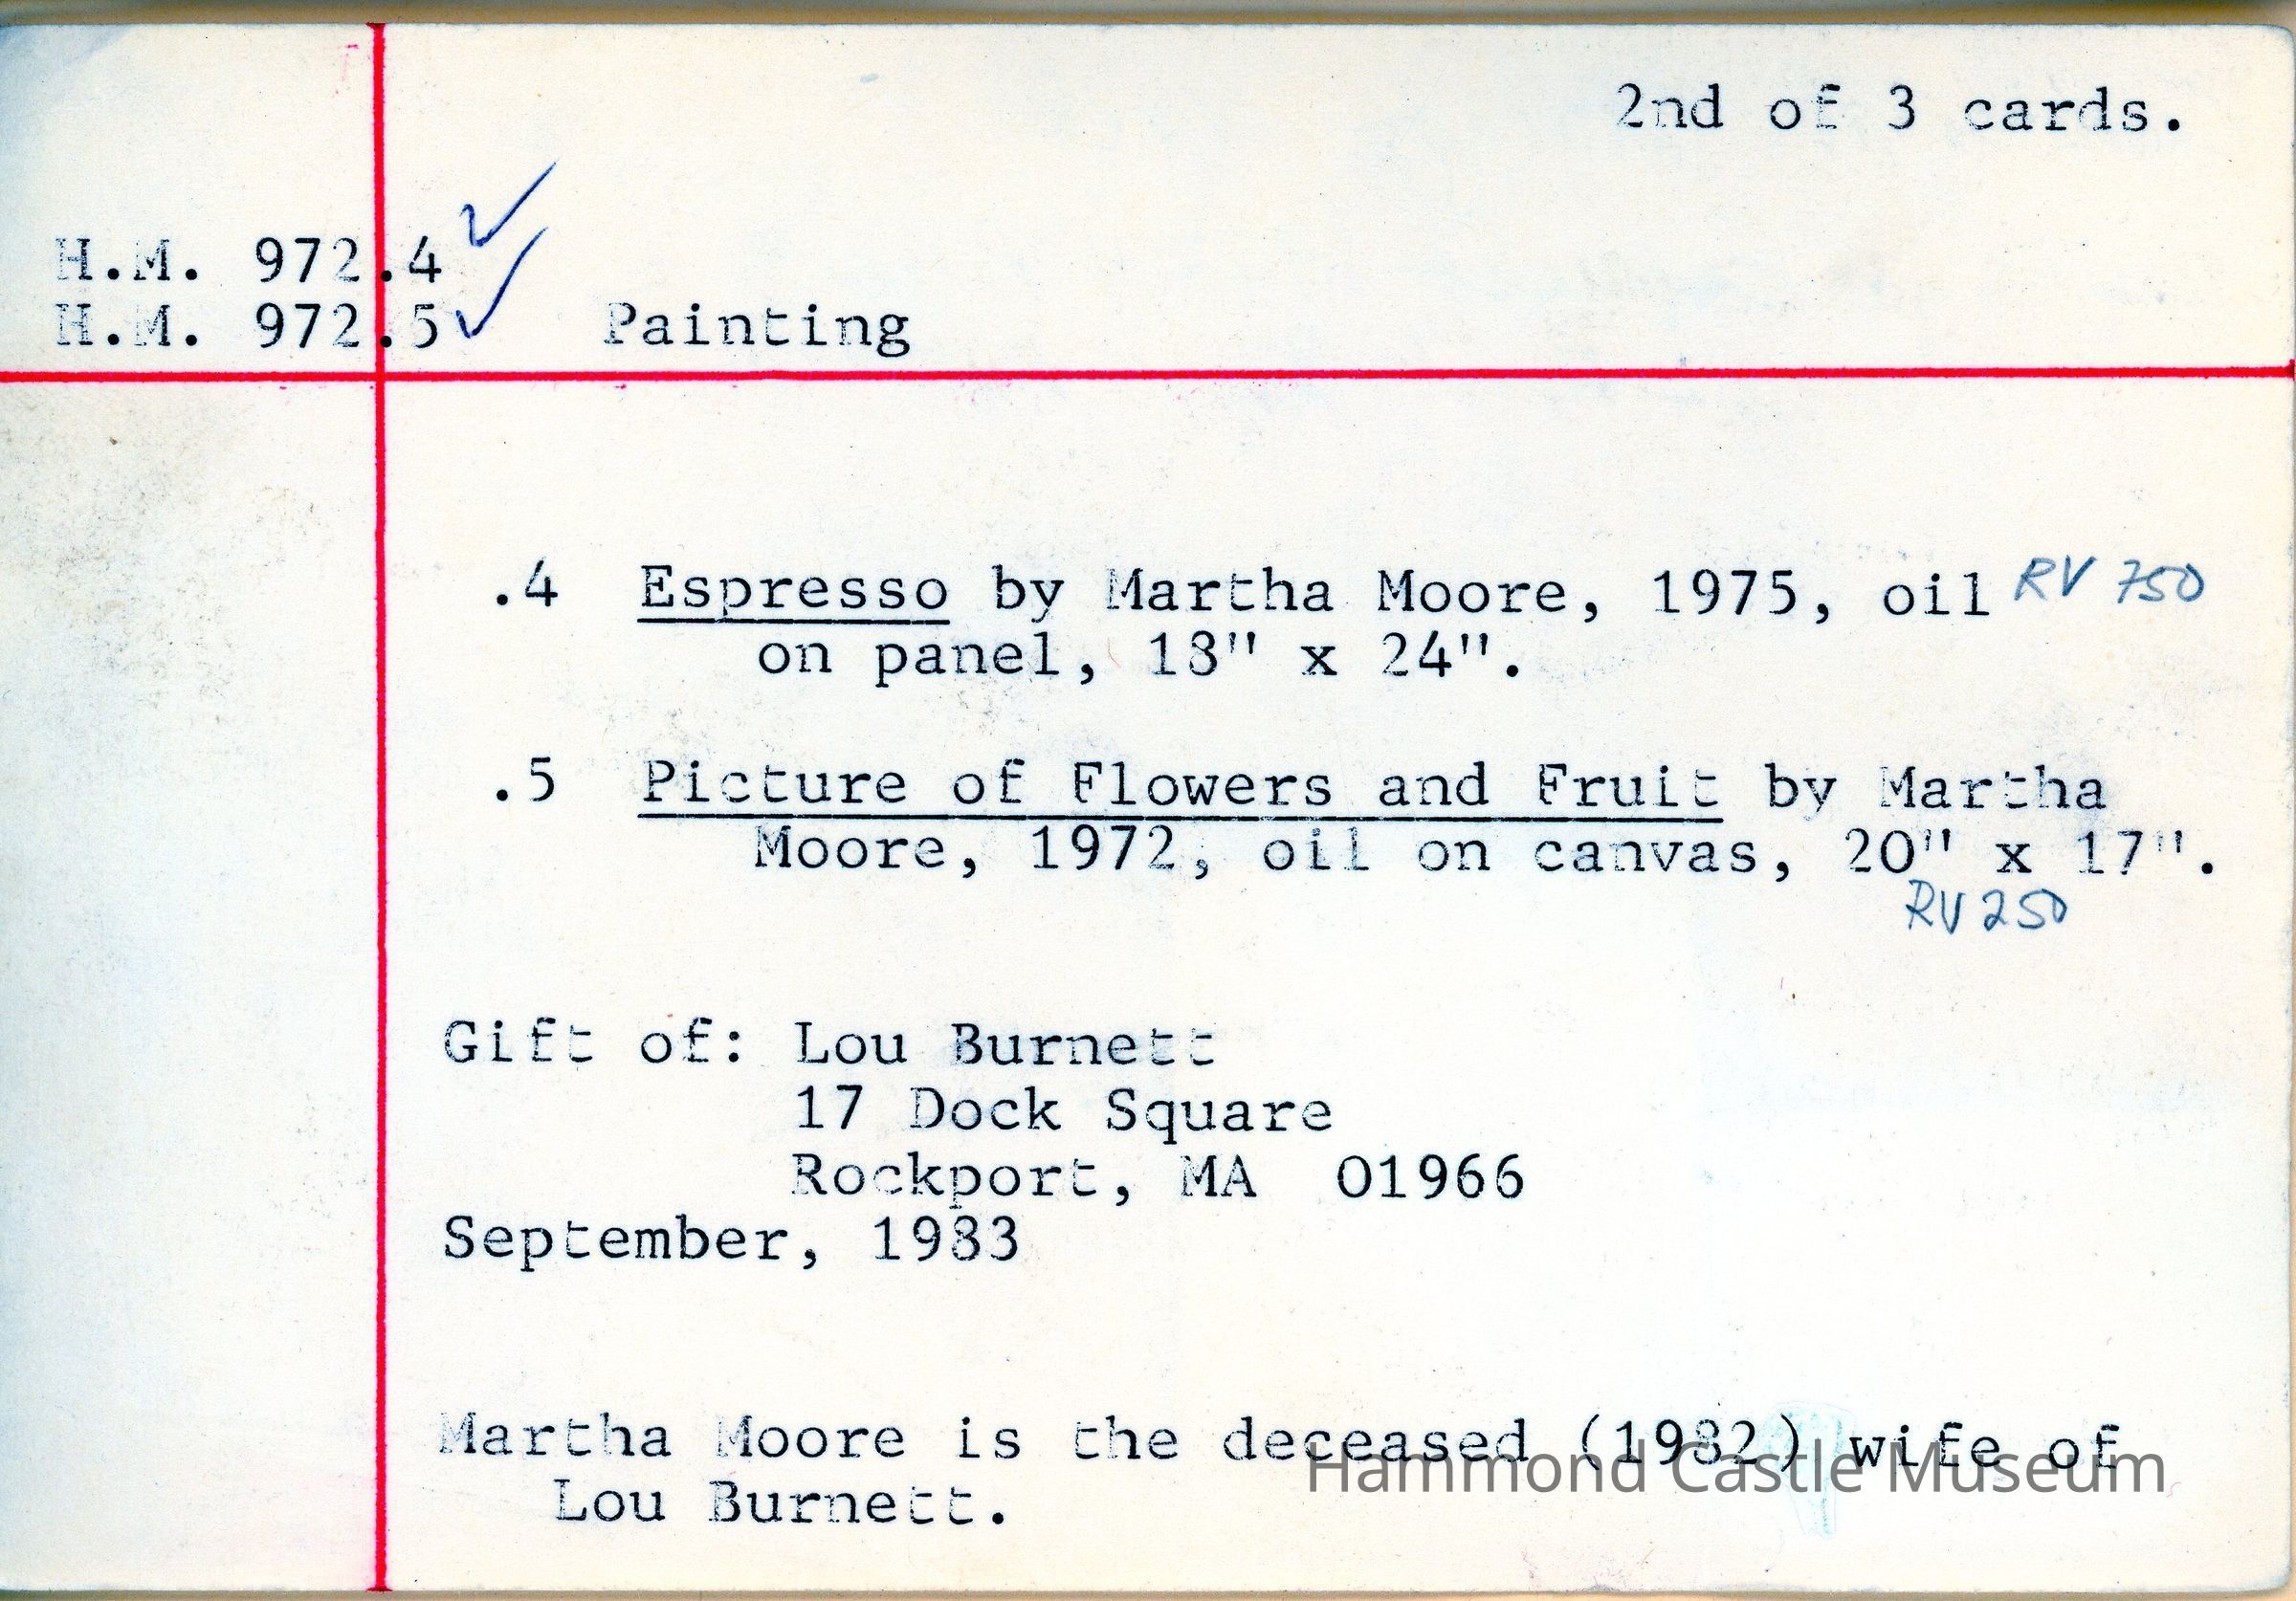 2nd of 3 cards.
H.M. 972.4 ✓
H.M. 972.5 ✓ Painting
.4 Espresso by Martha Moore, 1975, oil RV 750
on panel, 18" x 24".
.5 Picture of Flowers and Fruit by Martha
Moore, 1972, oil on canvas, 20" x 17".
RV 250
Gift of: Lou Burnett
17 Dock Square
Rockport, MA 01966
September, 1983
Martha Moore is the deceased (1982) wife of
Lou Burnett.
Hammond Castle Museum